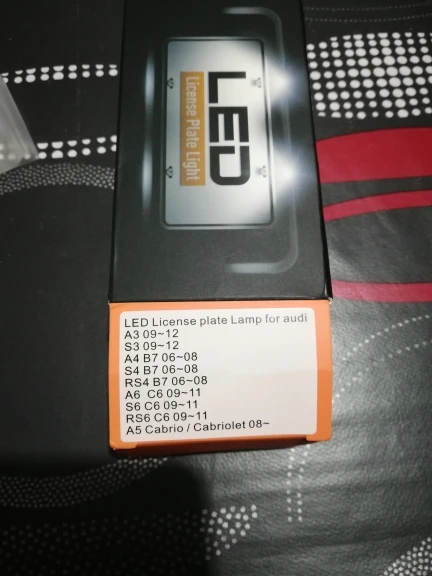 LED
License Plate Light
LED License plate Lamp for audi
A3 09~12
S3 09~12
A4 B7 06~08
S4 B7 06~08
RS4 B7 06~08
A6 C6 09~11
S6 C6 09~11
RS6 C6 09~11
A5 Cabrio / Cabriolet 08~